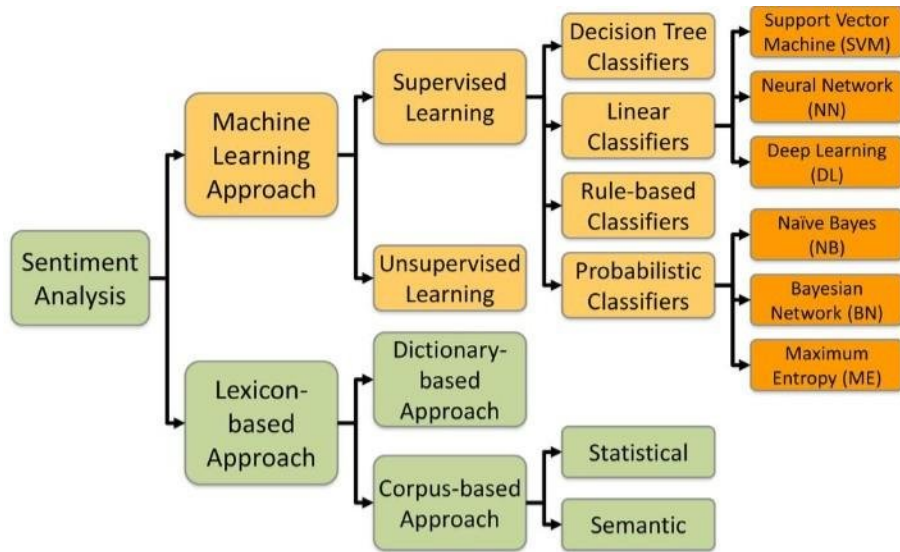 Sentiment
Analysis
Machine
Learning
Approach
Lexicon-
based
Approach
Supervised
Learning
Unsupervised
Learning
Dictionary-
based
Approach
Corpus-based
Approach
Decision Tree
Classifiers
Linear
Classifiers
Rule-based
Classifiers
Probabilistic
Classifiers
Statistical
Semantic
Support Vector
Machine (SVM)
Neural Network
(NN)
Deep Learning
(DL)
Naïve Bayes
(NB)
Bayesian
Network (BN)
Maximum
Entropy (ME)